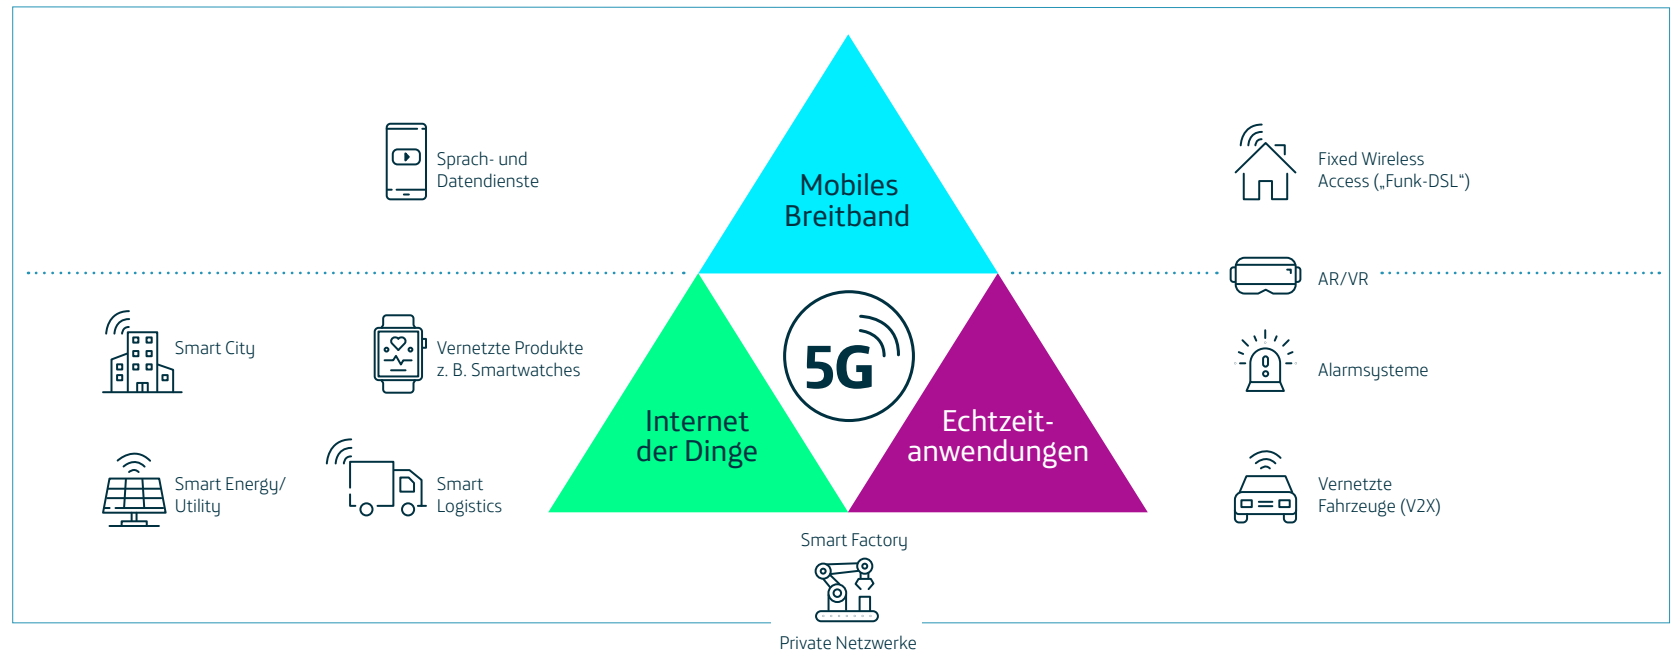 Sprach- und
Datendienste
Mobiles
Breitband
Fixed Wireless
Access („Funk-DSL“)
AR/VR
Smart City
Vernetzte Produkte
z. B. Smartwatches
5G
Alarmsysteme
Internet
der Dinge
Echtzeit-
anwendungen
Smart Energy/
Utility
Smart
Logistics
Vernetzte
Fahrzeuge (V2X)
Smart Factory
Private Netzwerke